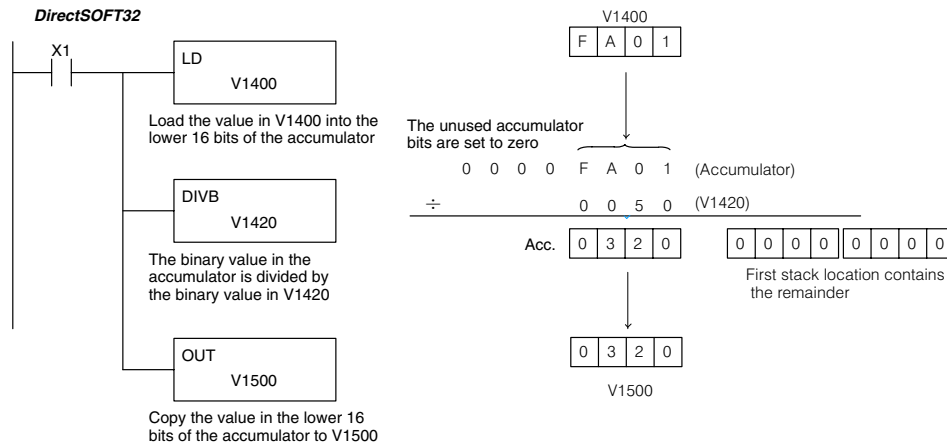 DirectSOFT32
X1
LD
V1400
Load the value in V1400 into the
lower 16 bits of the accumulator
DIVB
V1420
The binary value in the
accumulator is divided by
the binary value in V1420
OUT
V1500
Copy the value in the lower 16
bits of the accumulator to V1500
V1400
F A 0 1
The unused accumulator
bits are set to zero
0 0 0 0 F A 0 1 (Accumulator)
÷ 0 0 5 0 (V1420)
Acc. 0 3 2 0 0 0 0 0 0 0 0 0
First stack location contains
the remainder
0 3 2 0
V1500